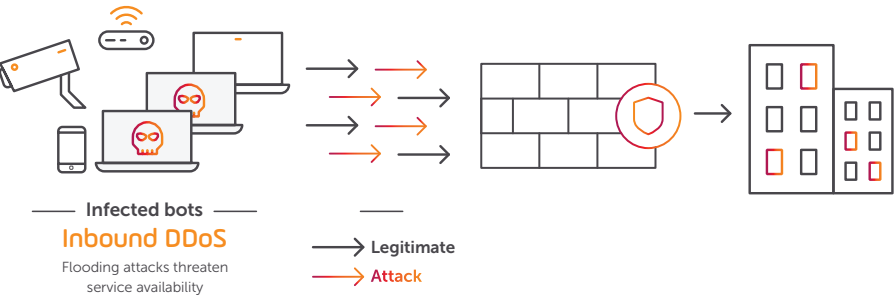 Infected bots
Inbound DDoS
Flooding attacks threaten
service availability
Legitimate
Attack